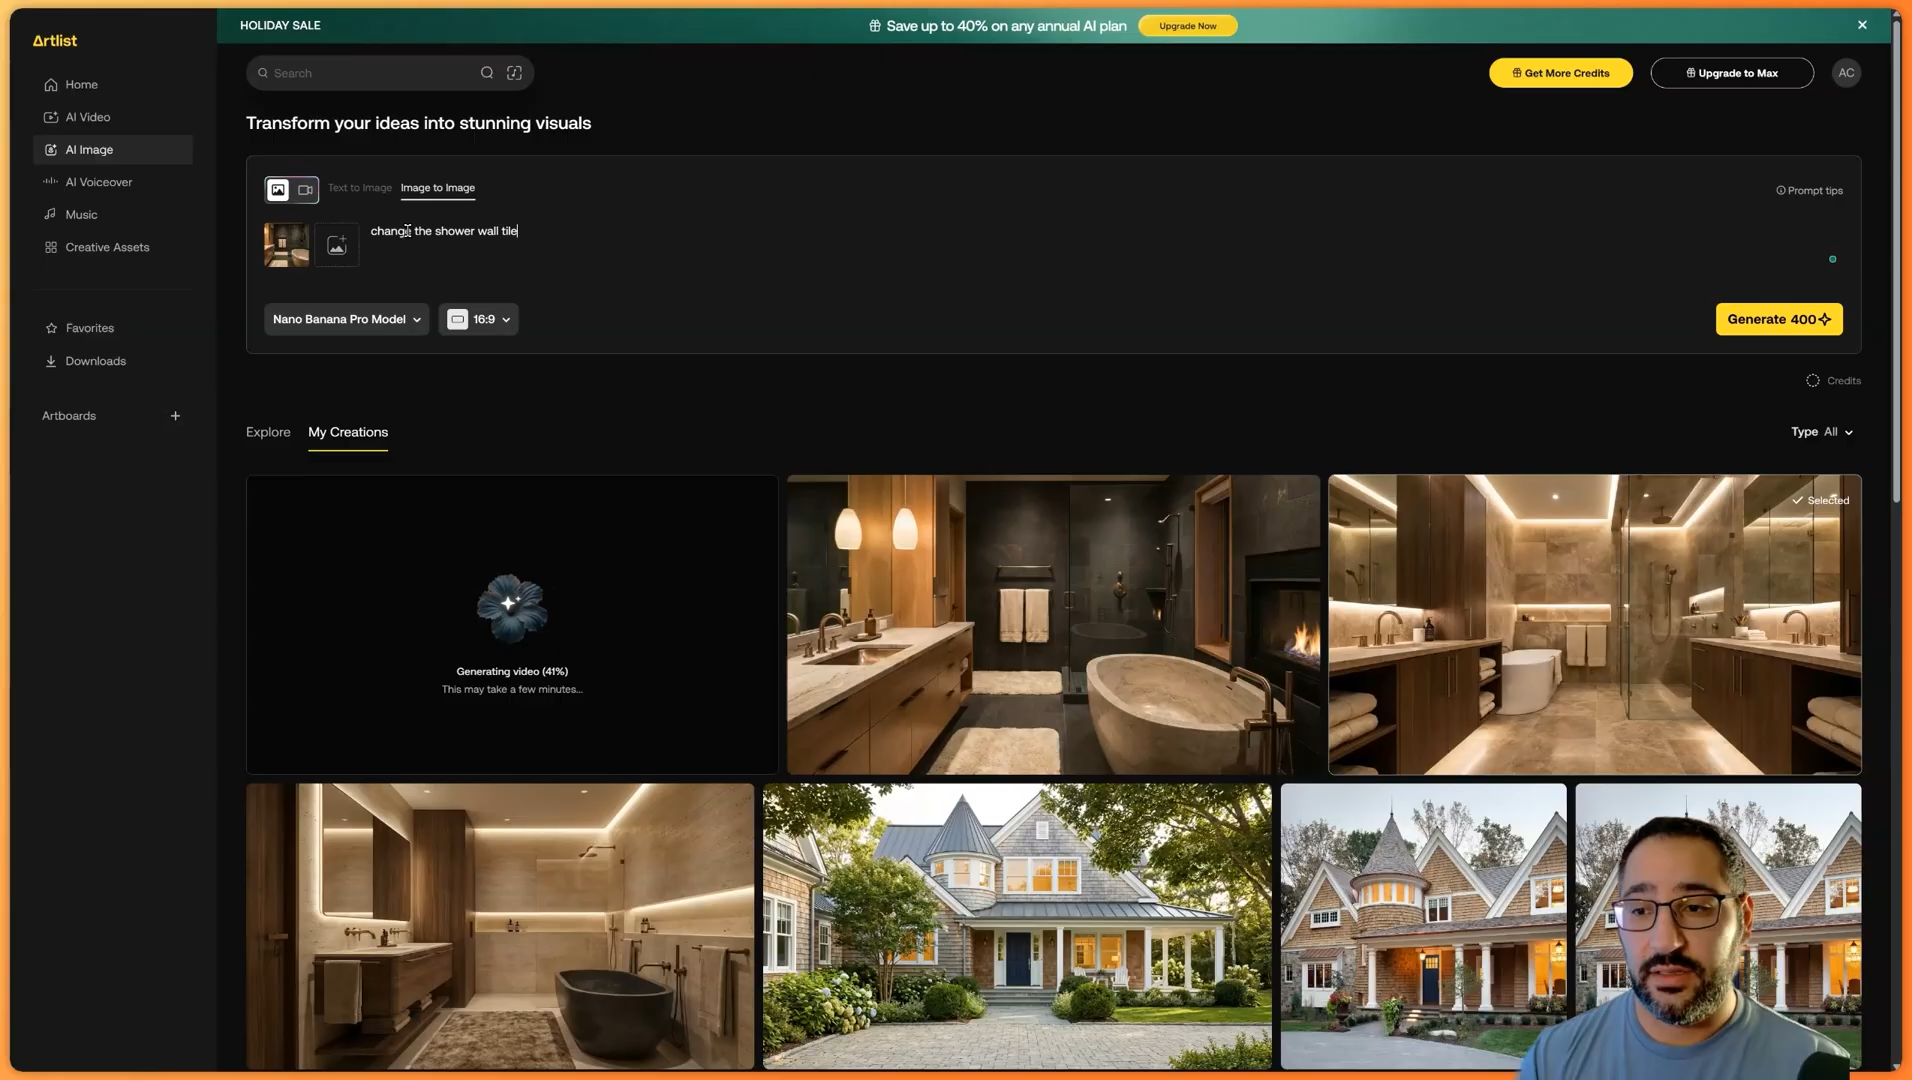 HOLIDAY SALE
Save up to 40% on any annual AI plan
Upgrade Now
Artlist
Home
AI Video
AI Image
AI Voiceover
Music
Creative Assets
Favorites
Downloads
Artboards
Search
Get More Credits
Upgrade to Max
AC
Transform your ideas into stunning visuals
Text to Image
Image to Image
Prompt tips
change the shower wall tile
Nano Banana Pro Model
16:9
Generate 400
Credits
Explore
My Creations
Type All
Generating video (41%)
This may take a few minutes...
Selected